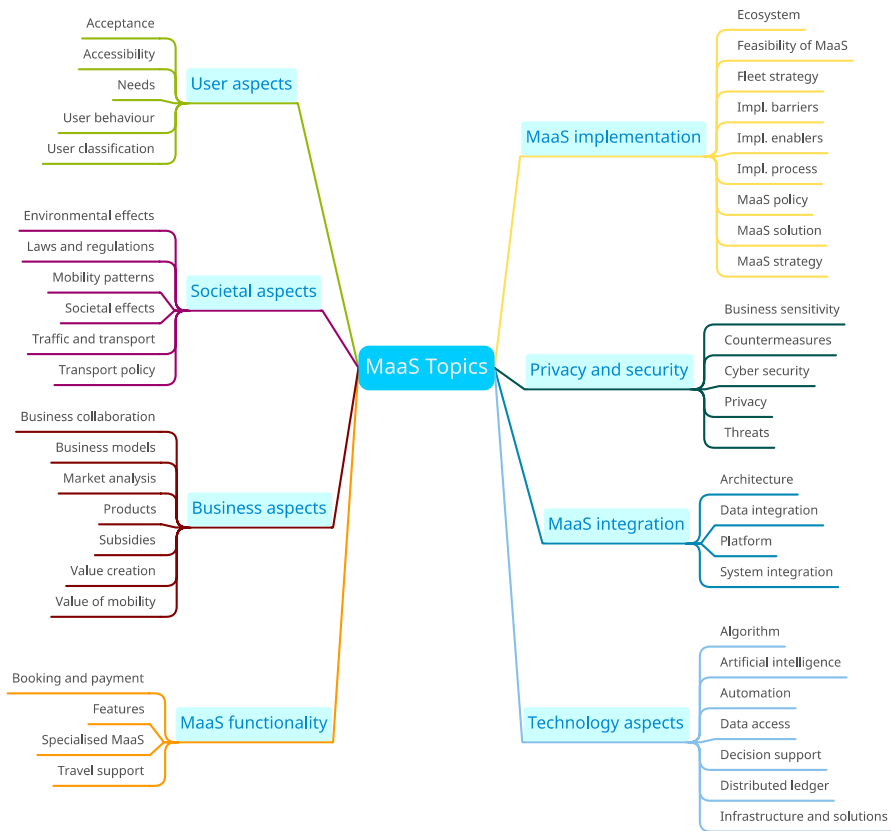 MaaS Topics
User aspects
Acceptance
Accessibility
Needs
User behaviour
User classification
Societal aspects
Environmental effects
Laws and regulations
Mobility patterns
Societal effects
Traffic and transport
Transport policy
Business aspects
Business collaboration
Business models
Market analysis
Products
Subsidies
Value creation
Value of mobility
MaaS functionality
Booking and payment
Features
Specialised MaaS
Travel support
MaaS implementation
Ecosystem
Feasibility of MaaS
Fleet strategy
Impl. barriers
Impl. enablers
Impl. process
MaaS policy
MaaS solution
MaaS strategy
Privacy and security
Business sensitivity
Countermeasures
Cyber security
Privacy
Threats
MaaS integration
Architecture
Data integration
Platform
System integration
Technology aspects
Algorithm
Artificial intelligence
Automation
Data access
Decision support
Distributed ledger
Infrastructure and solutions